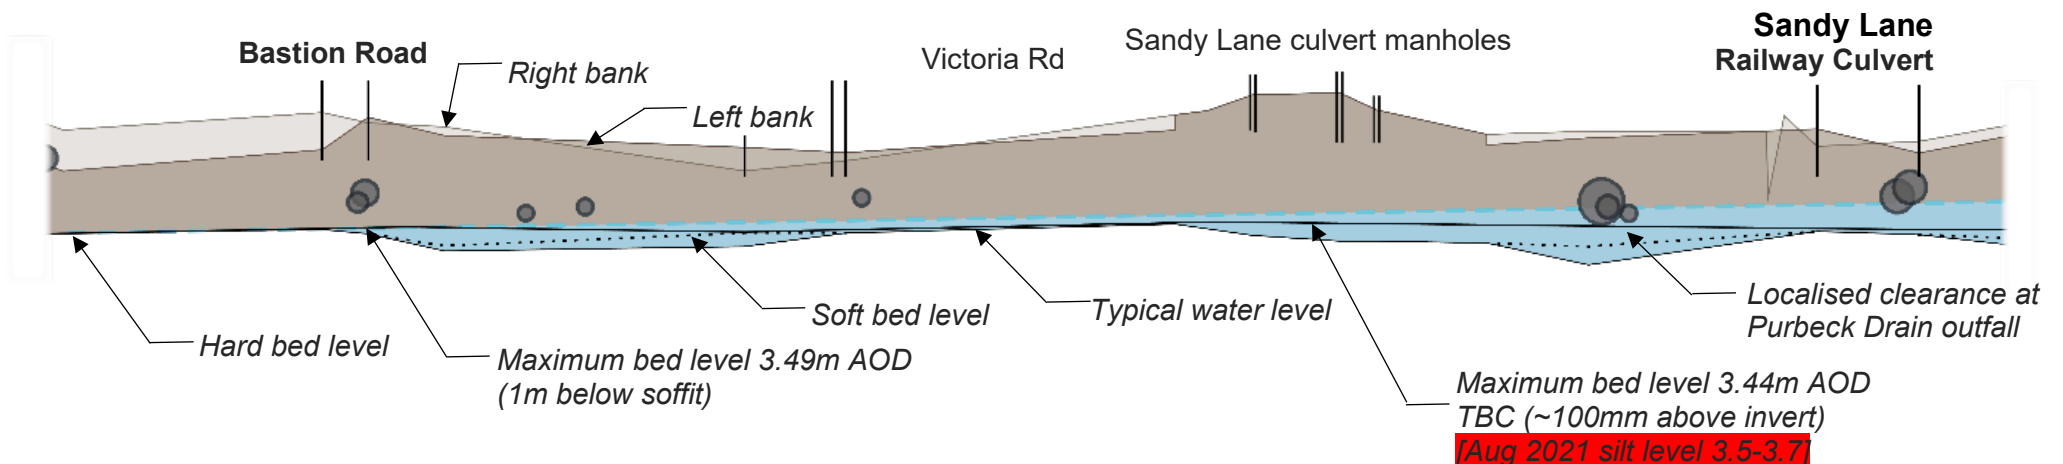 Bastion Road
Right bank
Left bank
Victoria Rd
Sandy Lane culvert manholes
Sandy Lane
Railway Culvert
Hard bed level
Maximum bed level 3.49m AOD
(1m below soffit)
Soft bed level
Typical water level
Localised clearance at
Purbeck Drain outfall
Maximum bed level 3.44m AOD
TBC (~100mm above invert)
[Aug 2021 silt level 3.5-3.7]